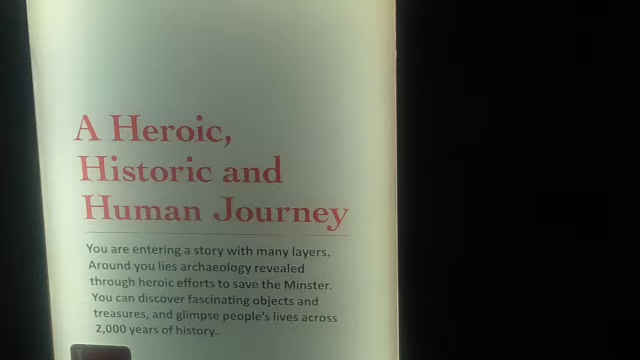 A Heroic,
Historic and
Human Journey
You are entering a story with many layers.
Around you lies archaeology revealed
through heroic efforts to save the Minster.
You can discover fascinating objects and
treasures, and glimpse people's lives across
2,000 years of history.